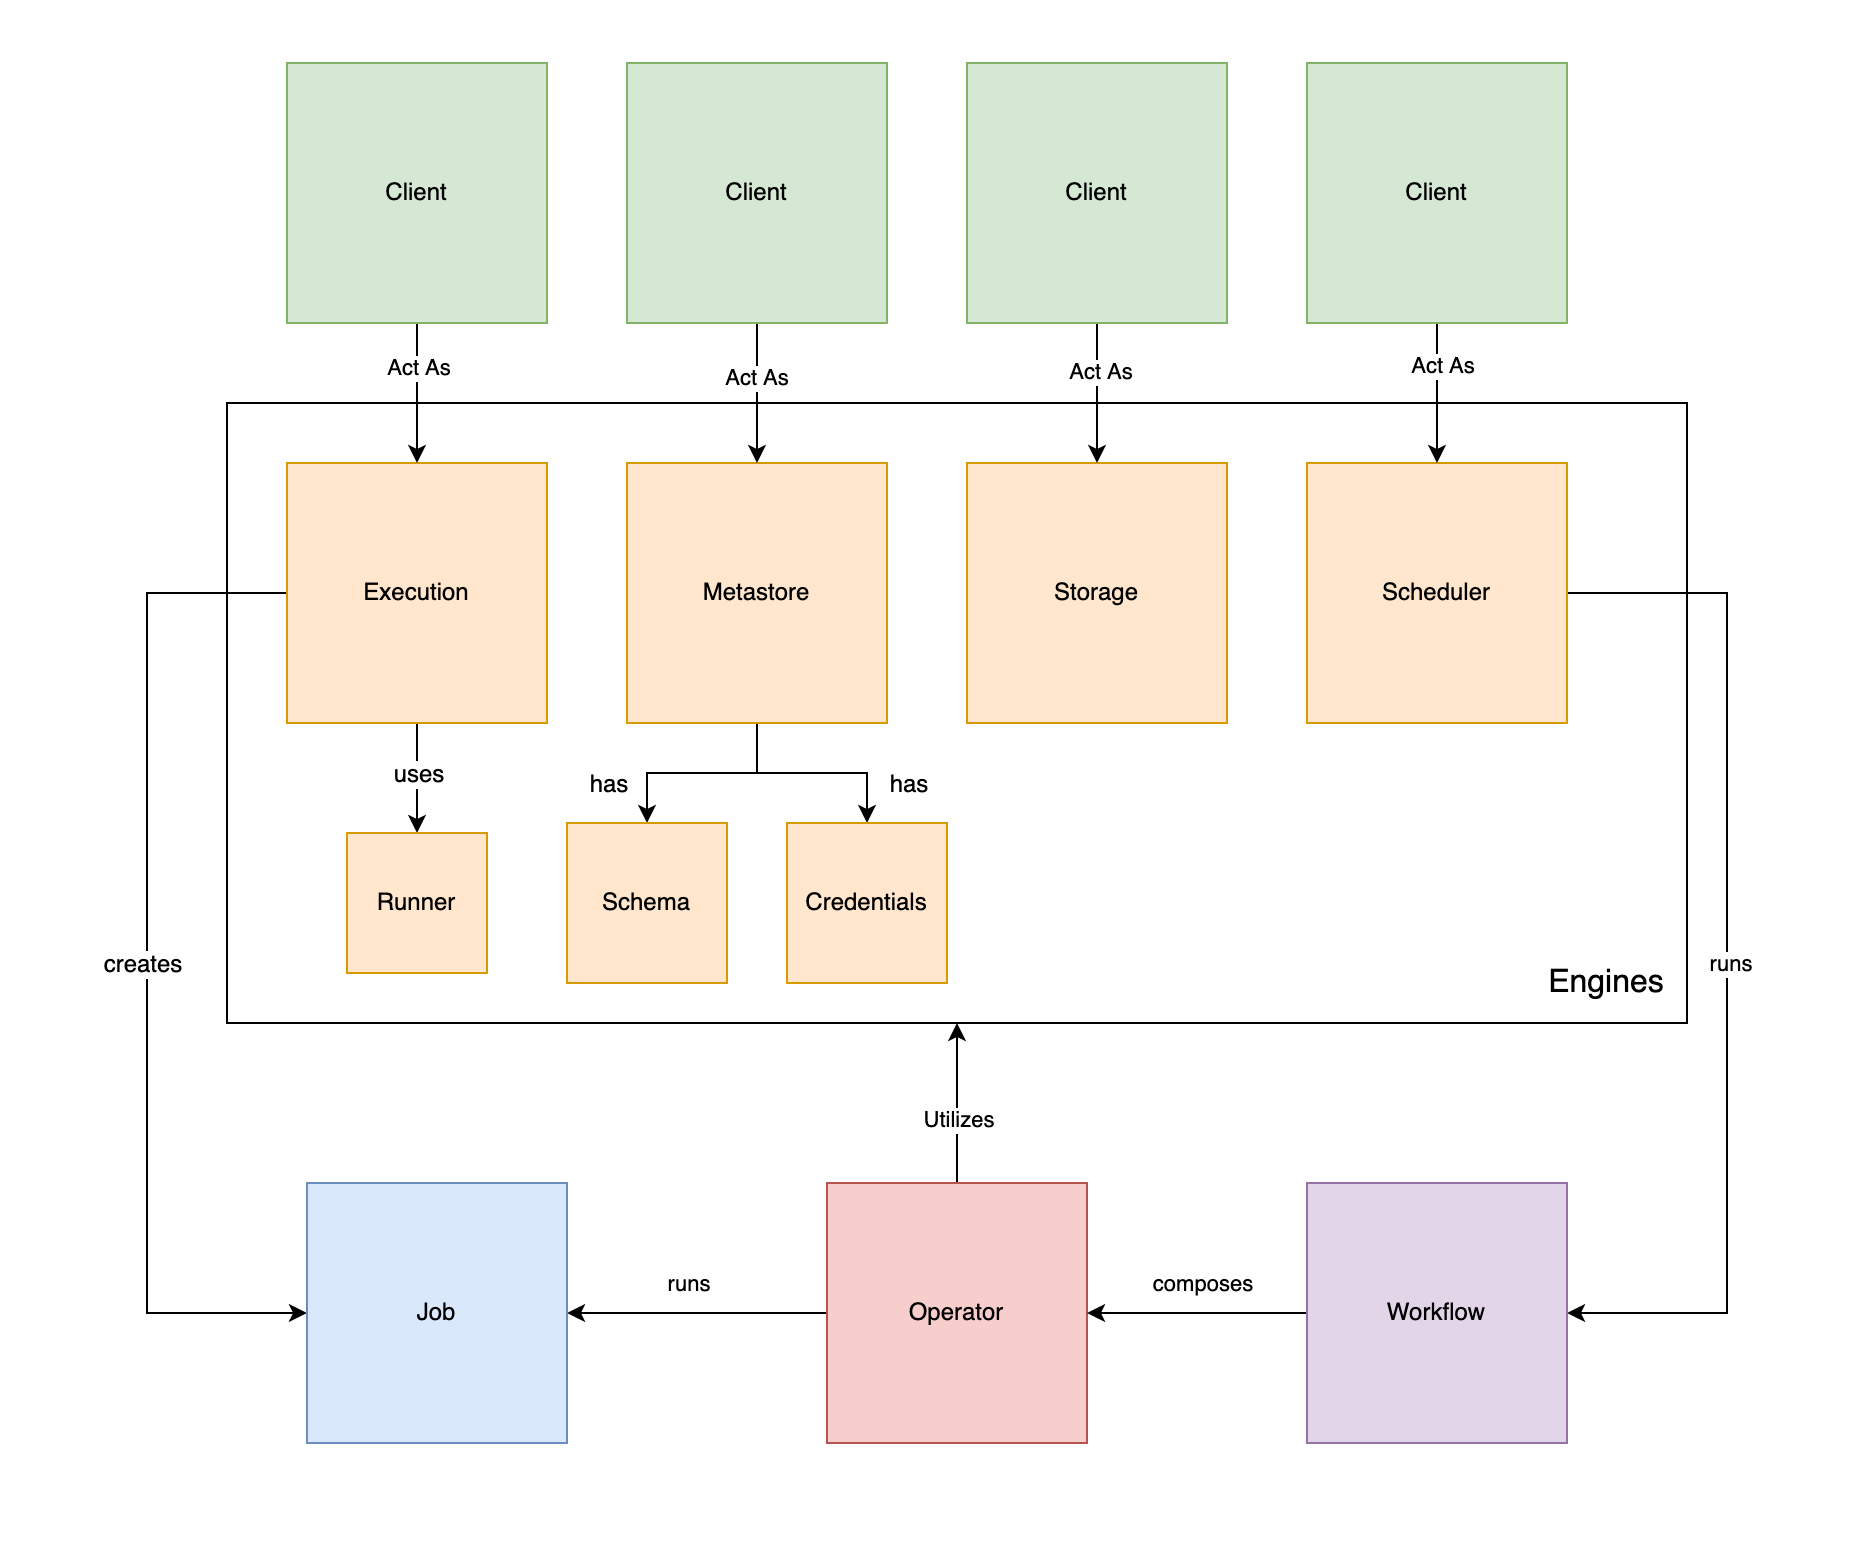 Client
Client
Client
Client
Act As
Act As
Act As
Act As
Execution
Metastore
Storage
Scheduler
uses
has
has
Runner
Schema
Credentials
creates
Engines
runs
Utilizes
Job
runs
Operator
composes
Workflow